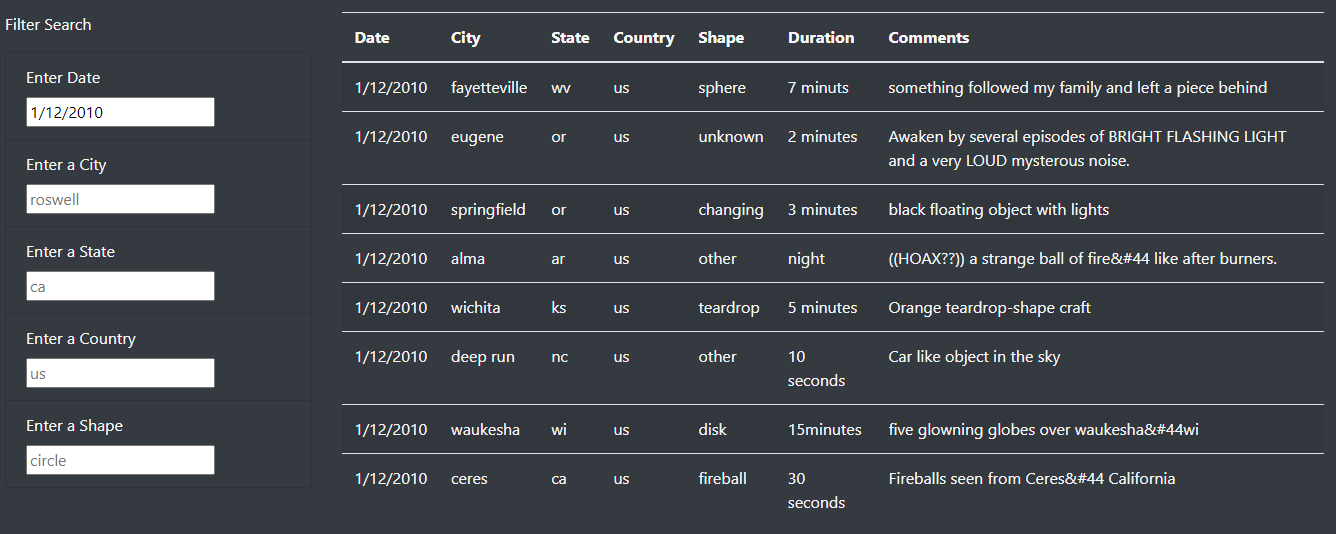 Filter Search
Enter Date
1/12/2010
Enter a City
roswell
Enter a State
ca
Enter a Country
us
Enter a Shape
circle
Date City State Country Shape Duration Comments
1/12/2010 fayetteville wv us sphere 7 minuts something followed my family and left a piece behind
1/12/2010 eugene or us unknown 2 minutes Awaken by several episodes of BRIGHT FLASHING LIGHT
and a very LOUD mysterous noise.
1/12/2010 springfield or us changing 3 minutes black floating object with lights
1/12/2010 alma ar us other night ((HOAX??)) a strange ball of fire&#44 like after burners.
1/12/2010 wichita ks us teardrop 5 minutes Orange teardrop-shape craft
1/12/2010 deep run nc us other 10 Car like object in the sky
seconds
1/12/2010 waukesha wi us disk 15minutes five glowning globes over waukesha&#44wi
1/12/2010 ceres ca us fireball 30 Fireballs seen from Ceres&#44 California
seconds